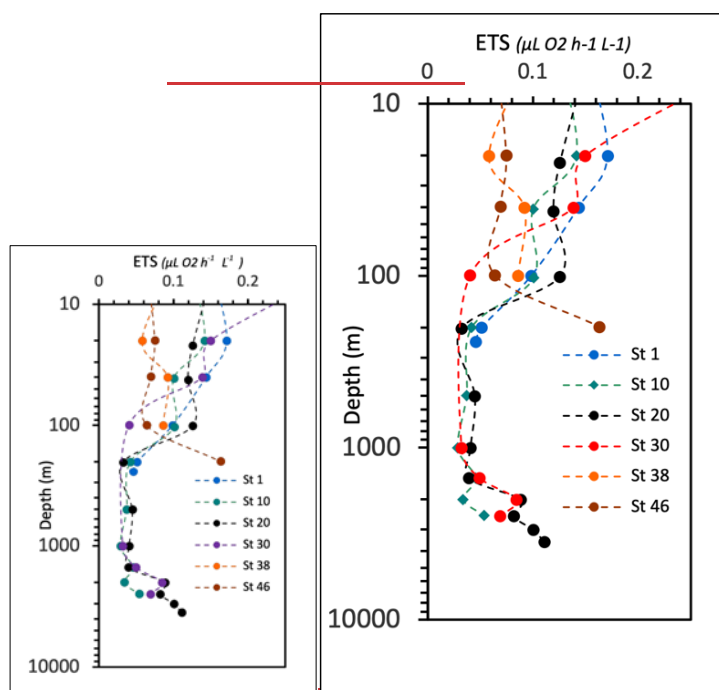 ETS (µL O2 h-1 L-1)
0 0.1 0.2
10
100
1000
10000
Depth (m)
St 1
St 10
St 20
St 30
St 38
St 46
ETS (µL O2 h-1 L-1 )
0 0.1 0.2
10
100
1000
10000
Depth (m)
St 1
St 10
St 20
St 30
St 38
St 46